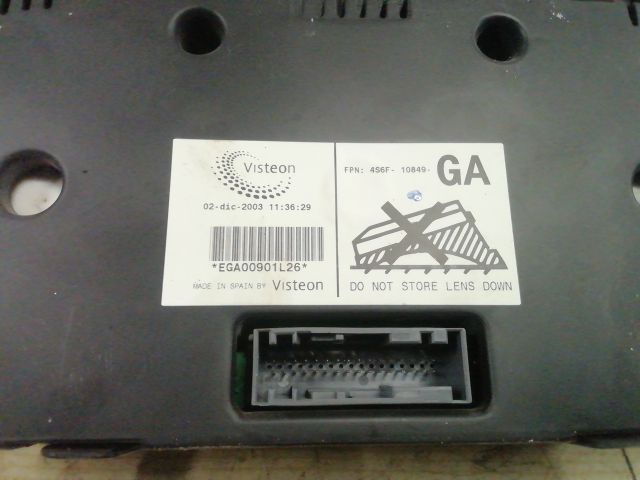 Visteon
02-dic-2003 11:36:29
*EGA00901L26*
MADE IN SPAIN BY Visteon
FPN: 4S6F- 10849- GA
DO NOT STORE LENS DOWN